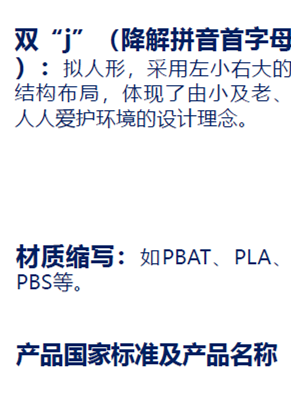 双“j”（降解拼音首字母
）：拟人形，采用左小右大的
结构布局，体现了由小及老、
人人爱护环境的设计理念。
材质缩写：如PBAT、PLA、
PBS等。
产品国家标准及产品名称